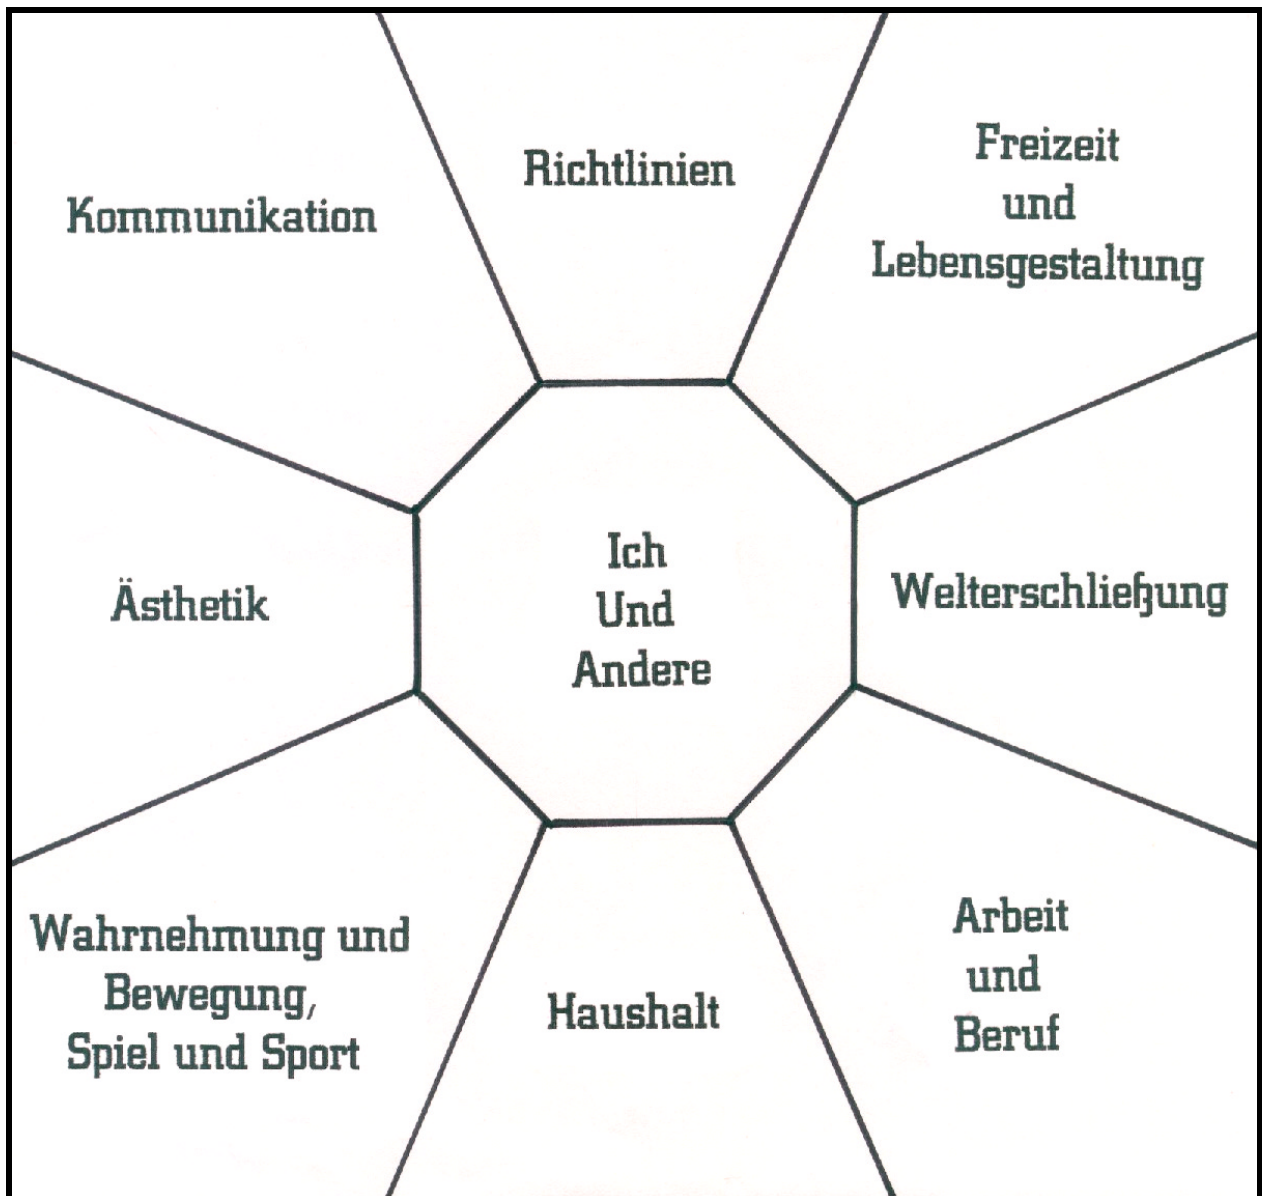 Richtlinien
Freizeit
und
Lebensgestaltung
Kommunikation
Ich
Und
Andere
Welterschließung
Ästhetik
Arbeit
und
Beruf
Wahrnehmung und
Bewegung,
Spiel und Sport
Haushalt